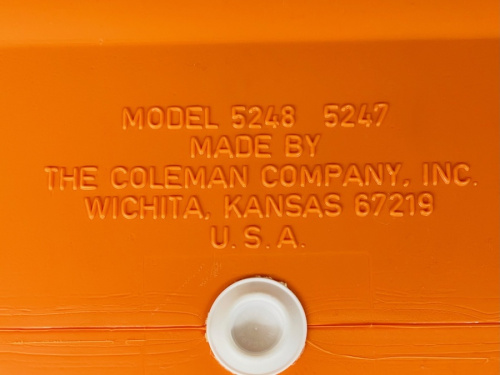 MODEL 5248 5247
MADE BY
THE COLEMAN COMPANY, INC.
WICHITA, KANSAS 67219
U.S.A.